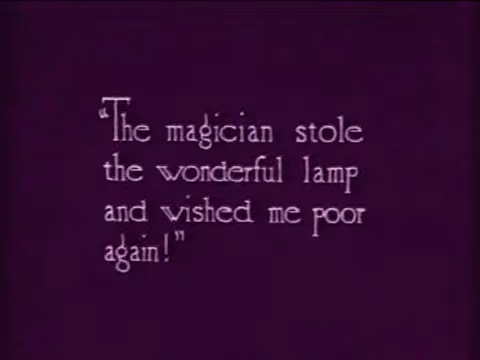 "The magician stole
the wonderful lamp
and wished me poor
again!"